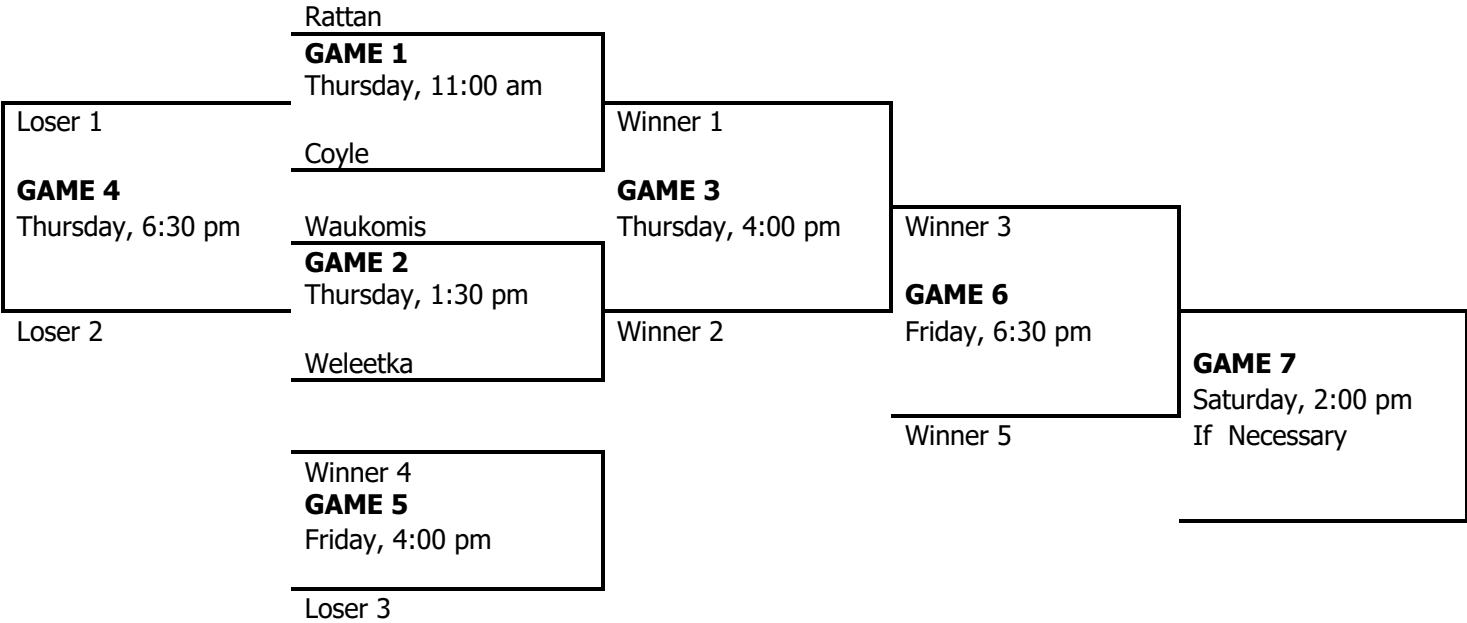 Rattan
GAME 1
Thursday, 11:00 am
Loser 1
Winner 1
Coyle
GAME 4
GAME 3
Thursday, 6:30 pm
Waukomis
Thursday, 4:00 pm
Winner 3
GAME 2
Thursday, 1:30 pm
GAME 6
Loser 2
Winner 2
Friday, 6:30 pm
Weleetka
GAME 7
Saturday, 2:00 pm
Winner 5
If Necessary
Winner 4
GAME 5
Friday, 4:00 pm
Loser 3